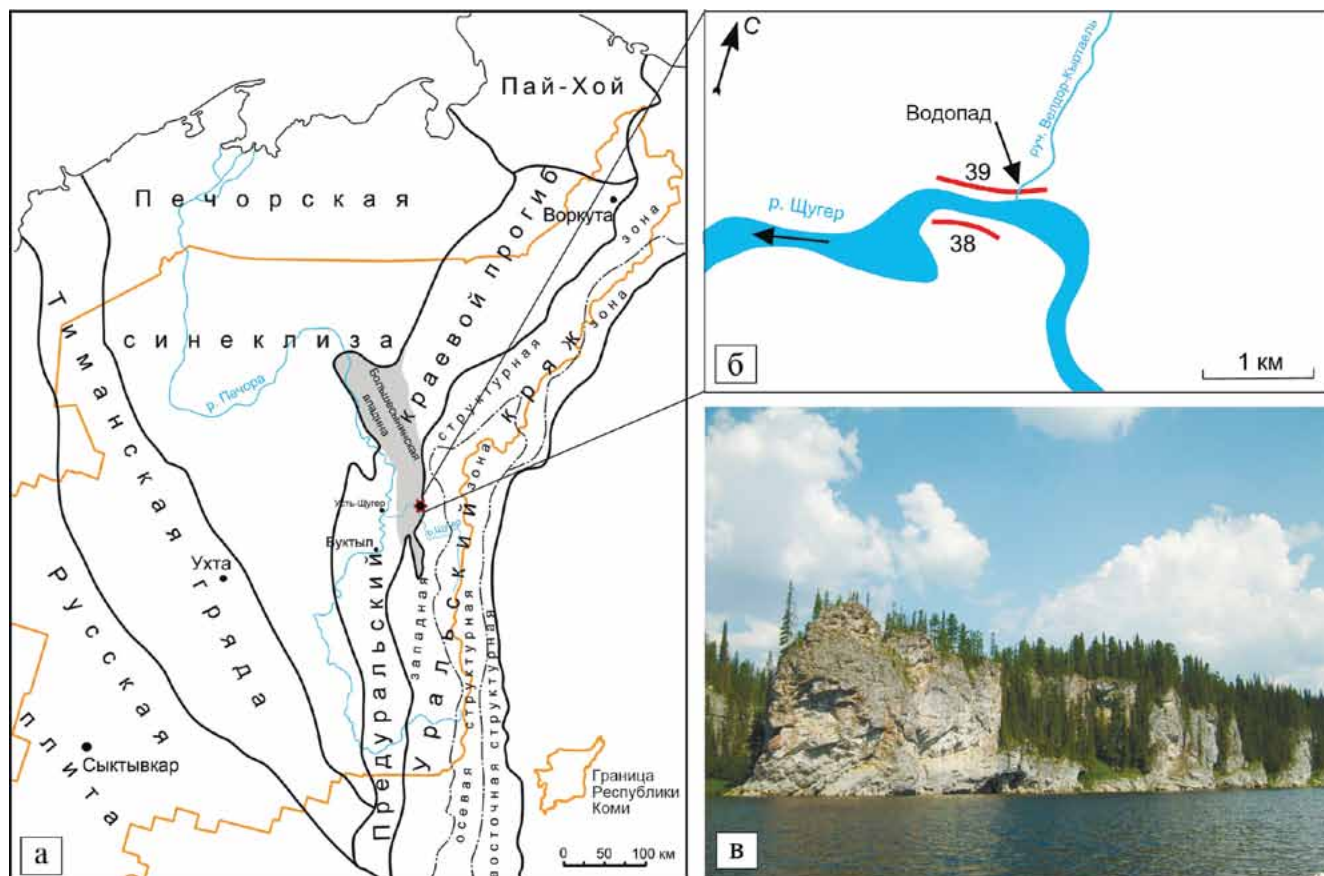 Пай-Хой
Печорская
синеклиза
Воркута
Краевой прогиб
Предуральский
Тиманская гряда
Русская
плита
Уральский кряж
западная структурная зона
осевая структурная зона
восточная структурная
Большесынинская
впадина
р. Печора
Усть-Щугер
р. Щугер
Вуктыл
Ухта
Сыктывкар
Граница
Республики
Коми
0 50 100 км
а
С
Водопад
руч. Велдор-Кыртаель
39
р. Щугер
38
1 км
б
в